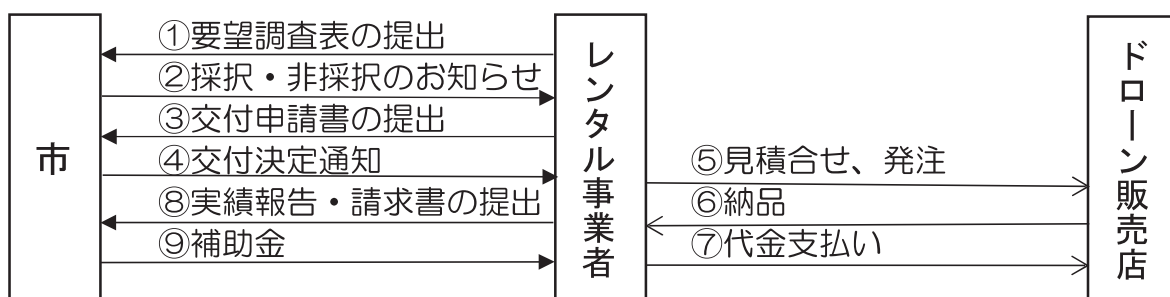 市
①要望調査表の提出
②採択・非採択のお知らせ
③交付申請書の提出
④交付決定通知
⑧実績報告・請求書の提出
⑨補助金
レンタル事業者
⑤見積合せ、発注
⑥納品
⑦代金支払い
ドローン販売店